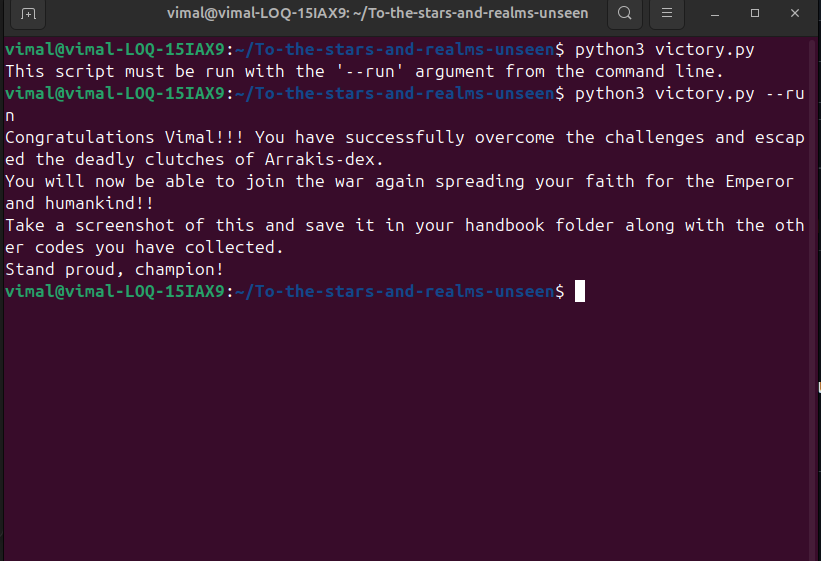 vimal@vimal-LOQ-15IAX9: ~/To-the-stars-and-realms-unseen
vimal@vimal-LOQ-15IAX9:~/To-the-stars-and-realms-unseen$ python3 victory.py
This script must be run with the '--run' argument from the command line.
vimal@vimal-LOQ-15IAX9:~/To-the-stars-and-realms-unseen$ python3 victory.py --ru
n
Congratulations Vimal!!! You have successfully overcome the challenges and escap
ed the deadly clutches of Arrakis-dex.
You will now be able to join the war again spreading your faith for the Emperor
and humankind!!
Take a screenshot of this and save it in your handbook folder along with the oth
er codes you have collected.
Stand proud, champion!
vimal@vimal-LOQ-15IAX9:~/To-the-stars-and-realms-unseen$